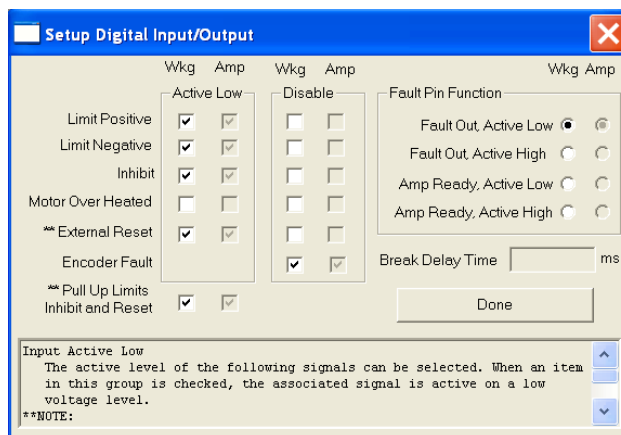 Setup Digital Input/Output
Wkg Amp Wkg Amp Wkg Amp
Active Low Disable Fault Pin Function
Limit Positive Fault Out, Active Low
Limit Negative Fault Out, Active High
Inhibit Amp Ready, Active Low
Motor Over Heated Amp Ready, Active High
** External Reset
Encoder Fault Break Delay Time ms
** Pull Up Limits
Inhibit and Reset Done
Input Active Low
The active level of the following signals can be selected. When an item
in this group is checked, the associated signal is active on a low
voltage level.
**NOTE: